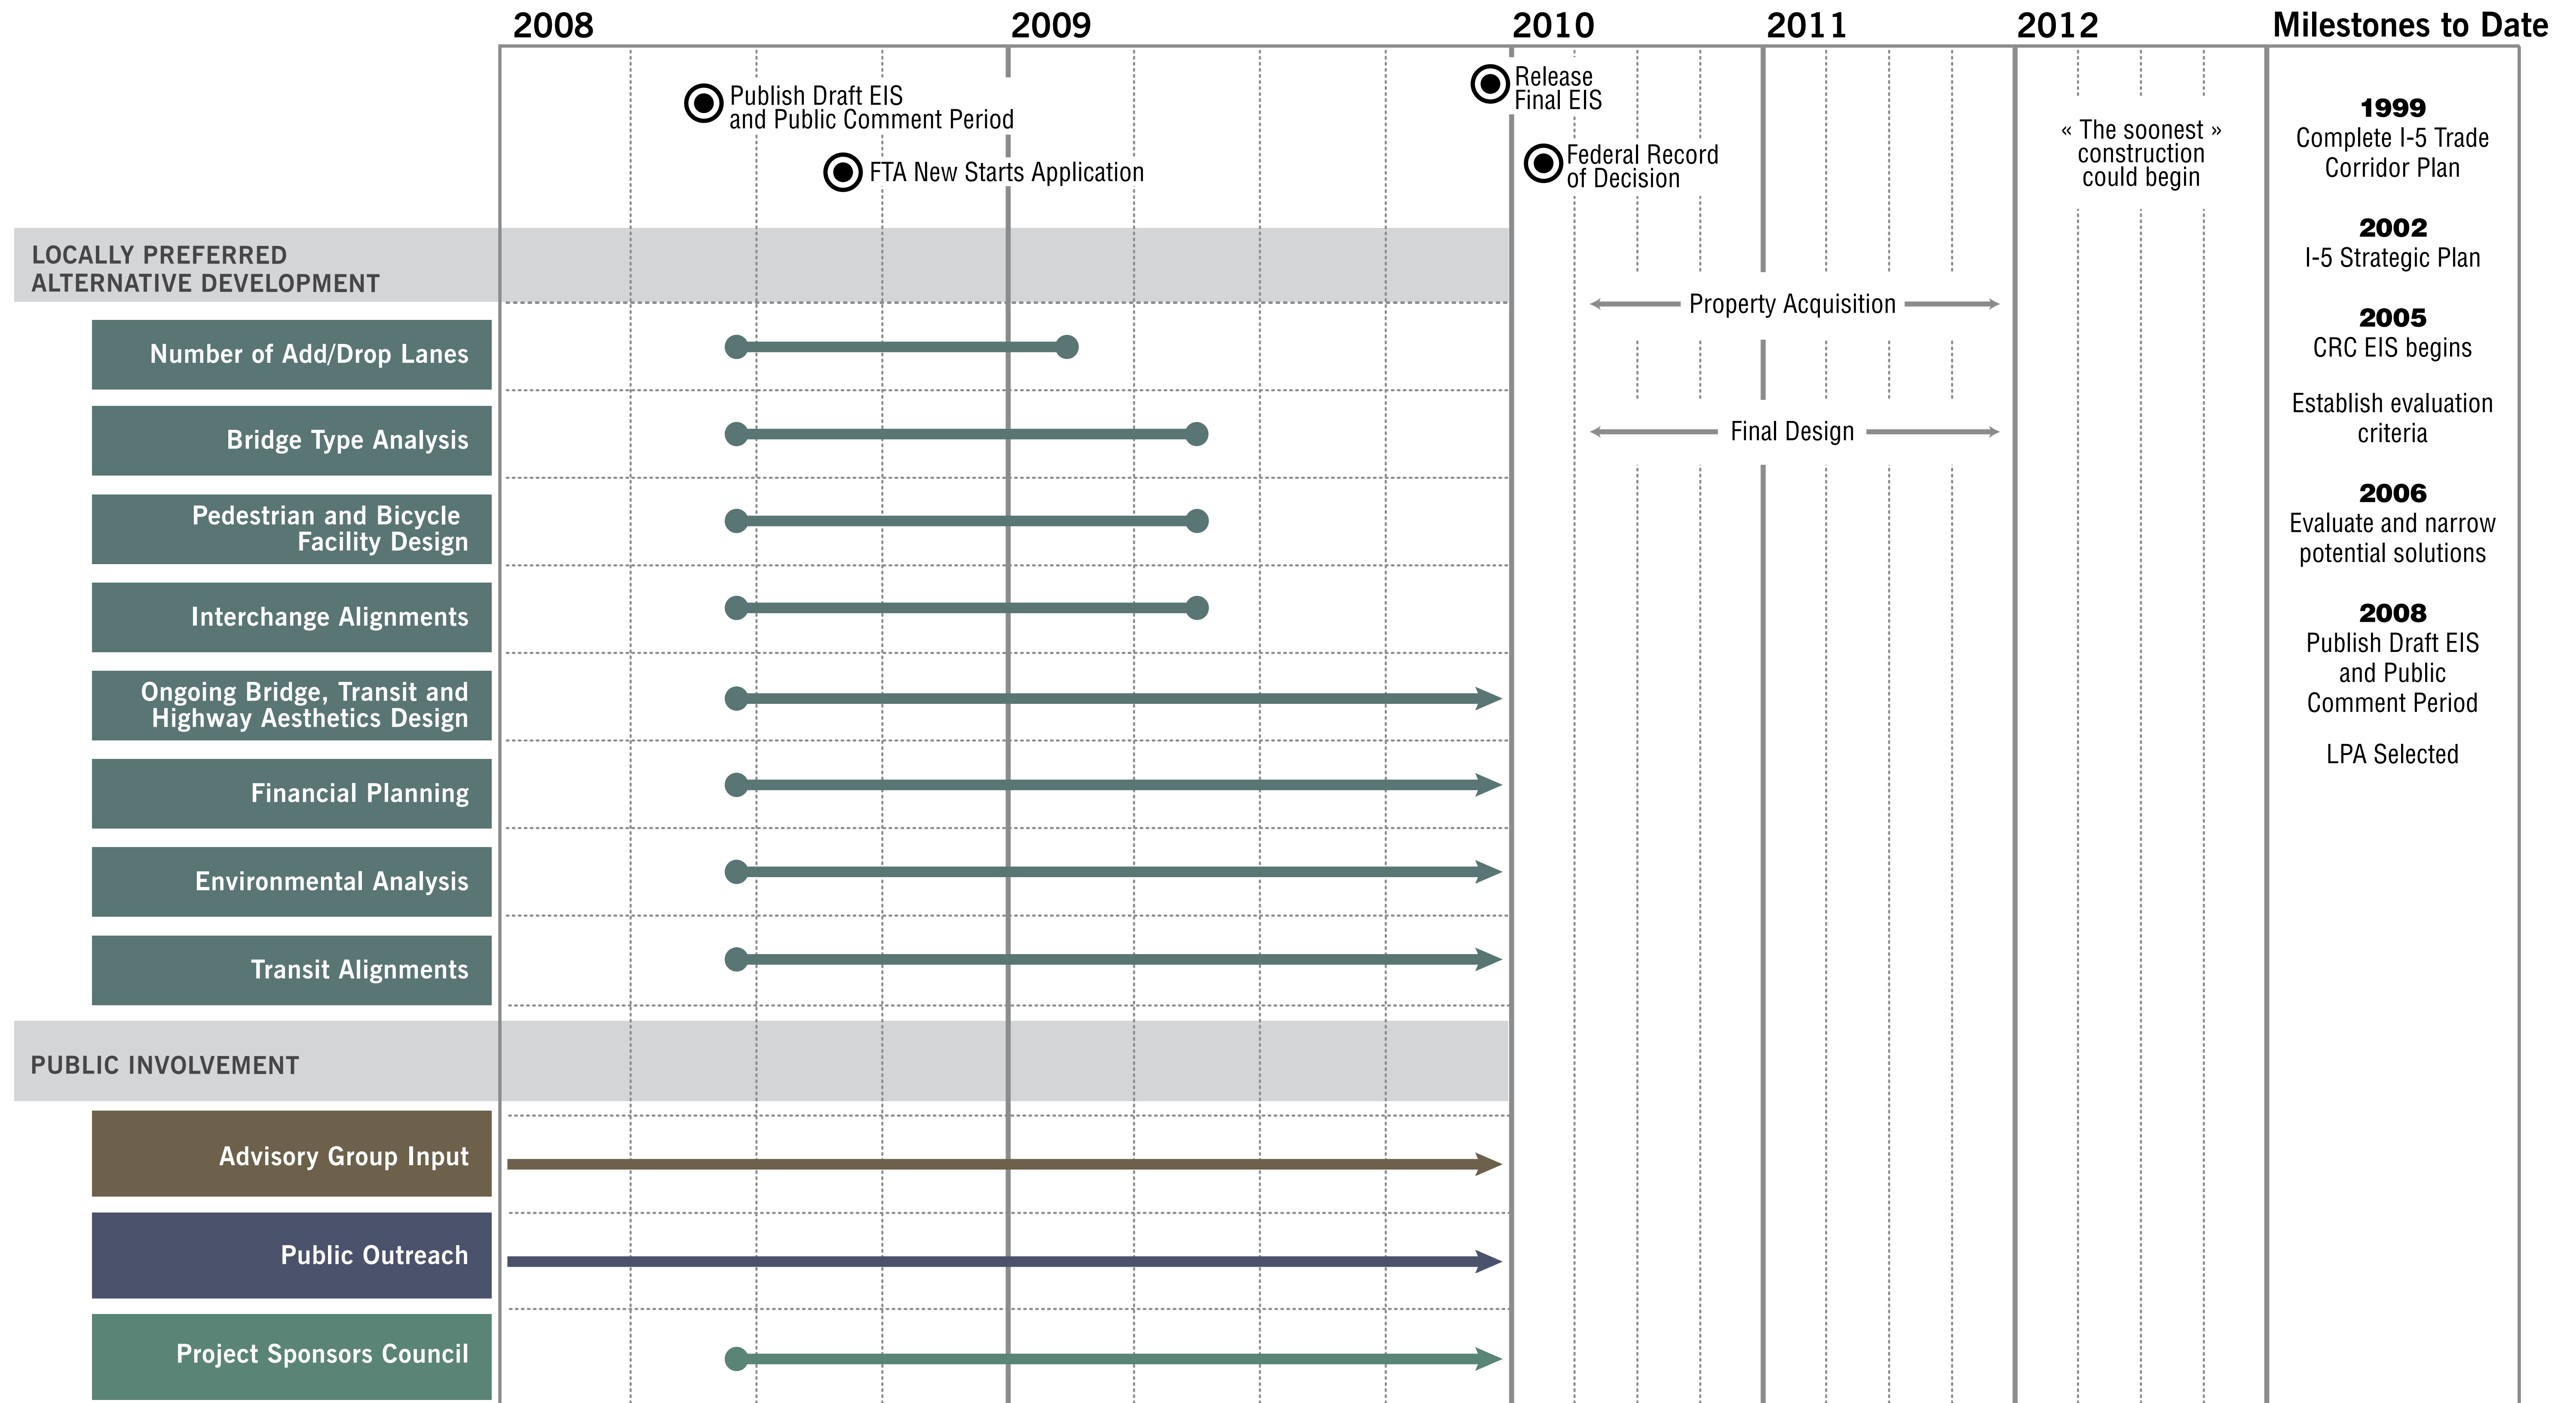 2008
2009
2010
2011
2012
Milestones to Date
Publish Draft EIS
and Public Comment Period
FTA New Starts Application
Release
Final EIS
Federal Record
of Decision
« The soonest »
construction
could begin
LOCALLY PREFERRED
ALTERNATIVE DEVELOPMENT
Property Acquisition
Final Design
Number of Add/Drop Lanes
Bridge Type Analysis
Pedestrian and Bicycle
Facility Design
Interchange Alignments
Ongoing Bridge, Transit and
Highway Aesthetics Design
Financial Planning
Environmental Analysis
Transit Alignments
PUBLIC INVOLVEMENT
Advisory Group Input
Public Outreach
Project Sponsors Council
1999
Complete I-5 Trade
Corridor Plan
2002
I-5 Strategic Plan
2005
CRC EIS begins
Establish evaluation
criteria
2006
Evaluate and narrow
potential solutions
2008
Publish Draft EIS
and Public
Comment Period
LPA Selected